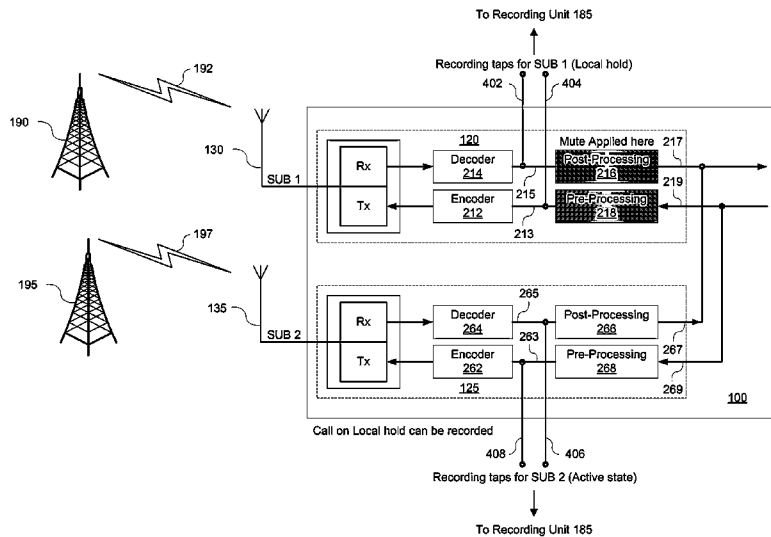 To Recording Unit 185
Recording taps for SUB 1 (Local hold)
402
404
192
190
130
SUB 1
120
Mute Applied here
217
Rx
Decoder
214
Post-Processing
216
215
219
Tx
Encoder
212
Pre-Processing
218
213
197
195
135
SUB 2
265
Rx
Decoder
264
Post-Processing
266
263
267
Tx
Encoder
262
Pre-Processing
268
269
125
100
Call on Local hold can be recorded
408
406
Recording taps for SUB 2 (Active state)
To Recording Unit 185